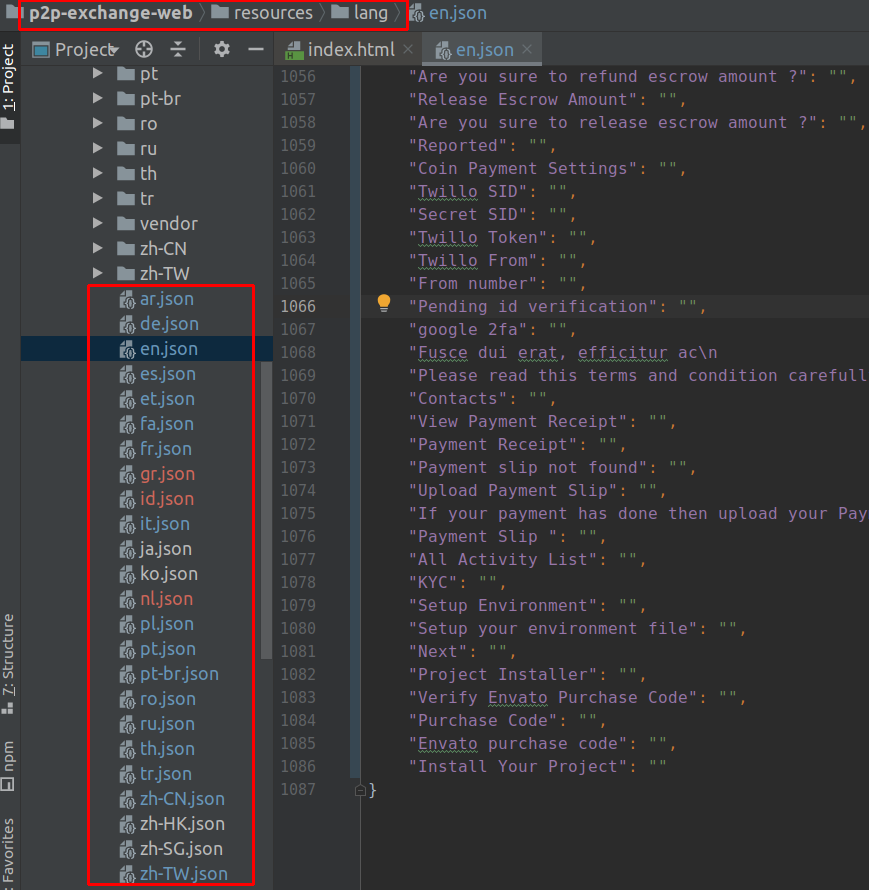 p2p-exchange-web resources lang en.json
Project
index.html en.json
1: Project
7: Structure
npm
Favorites
pt
pt-br
ro
ru
th
tr
vendor
zh-CN
zh-TW
ar.json
de.json
en.json
es.json
et.json
fa.json
fr.json
gr.json
id.json
it.json
ja.json
ko.json
nl.json
pl.json
pt.json
pt-br.json
ro.json
ru.json
th.json
tr.json
zh-CN.json
zh-HK.json
zh-SG.json
zh-TW.json
1056 "Are you sure to refund escrow amount ?": "",
1057 "Release Escrow Amount": "",
1058 "Are you sure to release escrow amount ?": "",
1059 "Reported": "",
1060 "Coin Payment Settings": "",
1061 "Twillo SID": "",
1062 "Secret SID": "",
1063 "Twillo Token": "",
1064 "Twillo From": "",
1065 "From number": "",
1066 "Pending id verification": "",
1067 "google 2fa": "",
1068 "Fusce dui erat, efficitur ac\n
1069 "Please read this terms and condition carefull
1070 "Contacts": "",
1071 "View Payment Receipt": "",
1072 "Payment Receipt": "",
1073 "Payment slip not found": "",
1074 "Upload Payment Slip": "",
1075 "If your payment has done then upload your Pay
1076 "Payment Slip ": "",
1077 "All Activity List": "",
1078 "KYC": "",
1079 "Setup Environment": "",
1080 "Setup your environment file": "",
1081 "Next": "",
1082 "Project Installer": "",
1083 "Verify Envato Purchase Code": "",
1084 "Purchase Code": "",
1085 "Envato purchase code": "",
1086 "Install Your Project": ""
1087 }